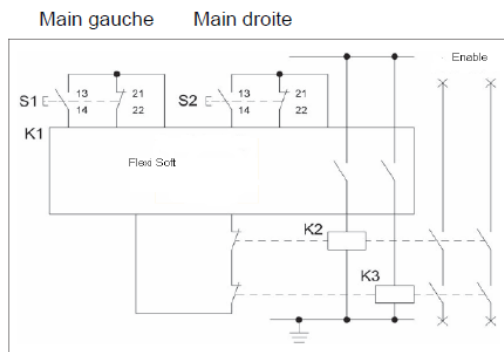 Main gauche Main droite
Enable
S1 13 14 21 22 S2 13 14 21 22
K1
Flexi Soft
K2
K3